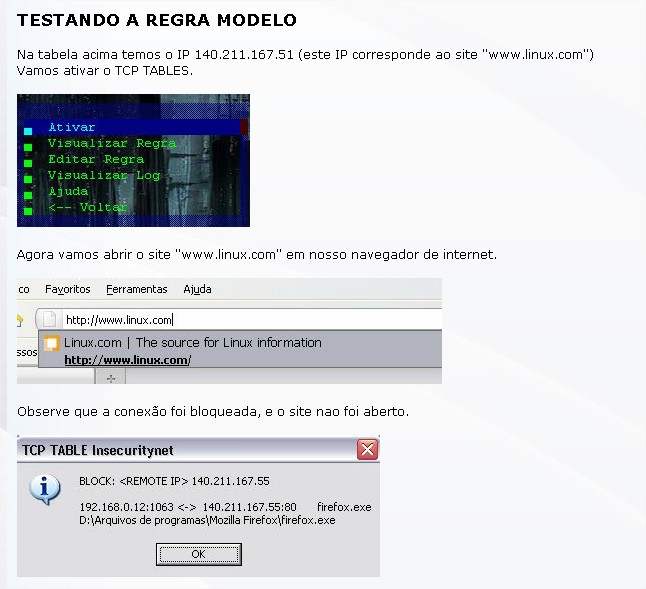 TESTANDO A REGRA MODELO
Na tabela acima temos o IP 140.211.167.51 (este IP corresponde ao site "www.linux.com")
Vamos ativar o TCP TABLES.
Ativar
Visualizar Regra
Editar Regra
Visualizar Log
Ajuda
<-- Voltar
Agora vamos abrir o site "www.linux.com" em nosso navegador de internet.
co Favoritos Ferramentas Ajuda
http://www.linux.com
Linux.com | The source for Linux information
ssos
http://www.linux.com/
Observe que a conexão foi bloqueada, e o site nao foi aberto.
TCP TABLE Insecuritynet
BLOCK: <REMOTE IP> 140.211.167.55
192.168.0.12:1063 <-> 140.211.167.55:80 firefox.exe
D:\Arquivos de programas\Mozilla Firefox\firefox.exe
OK